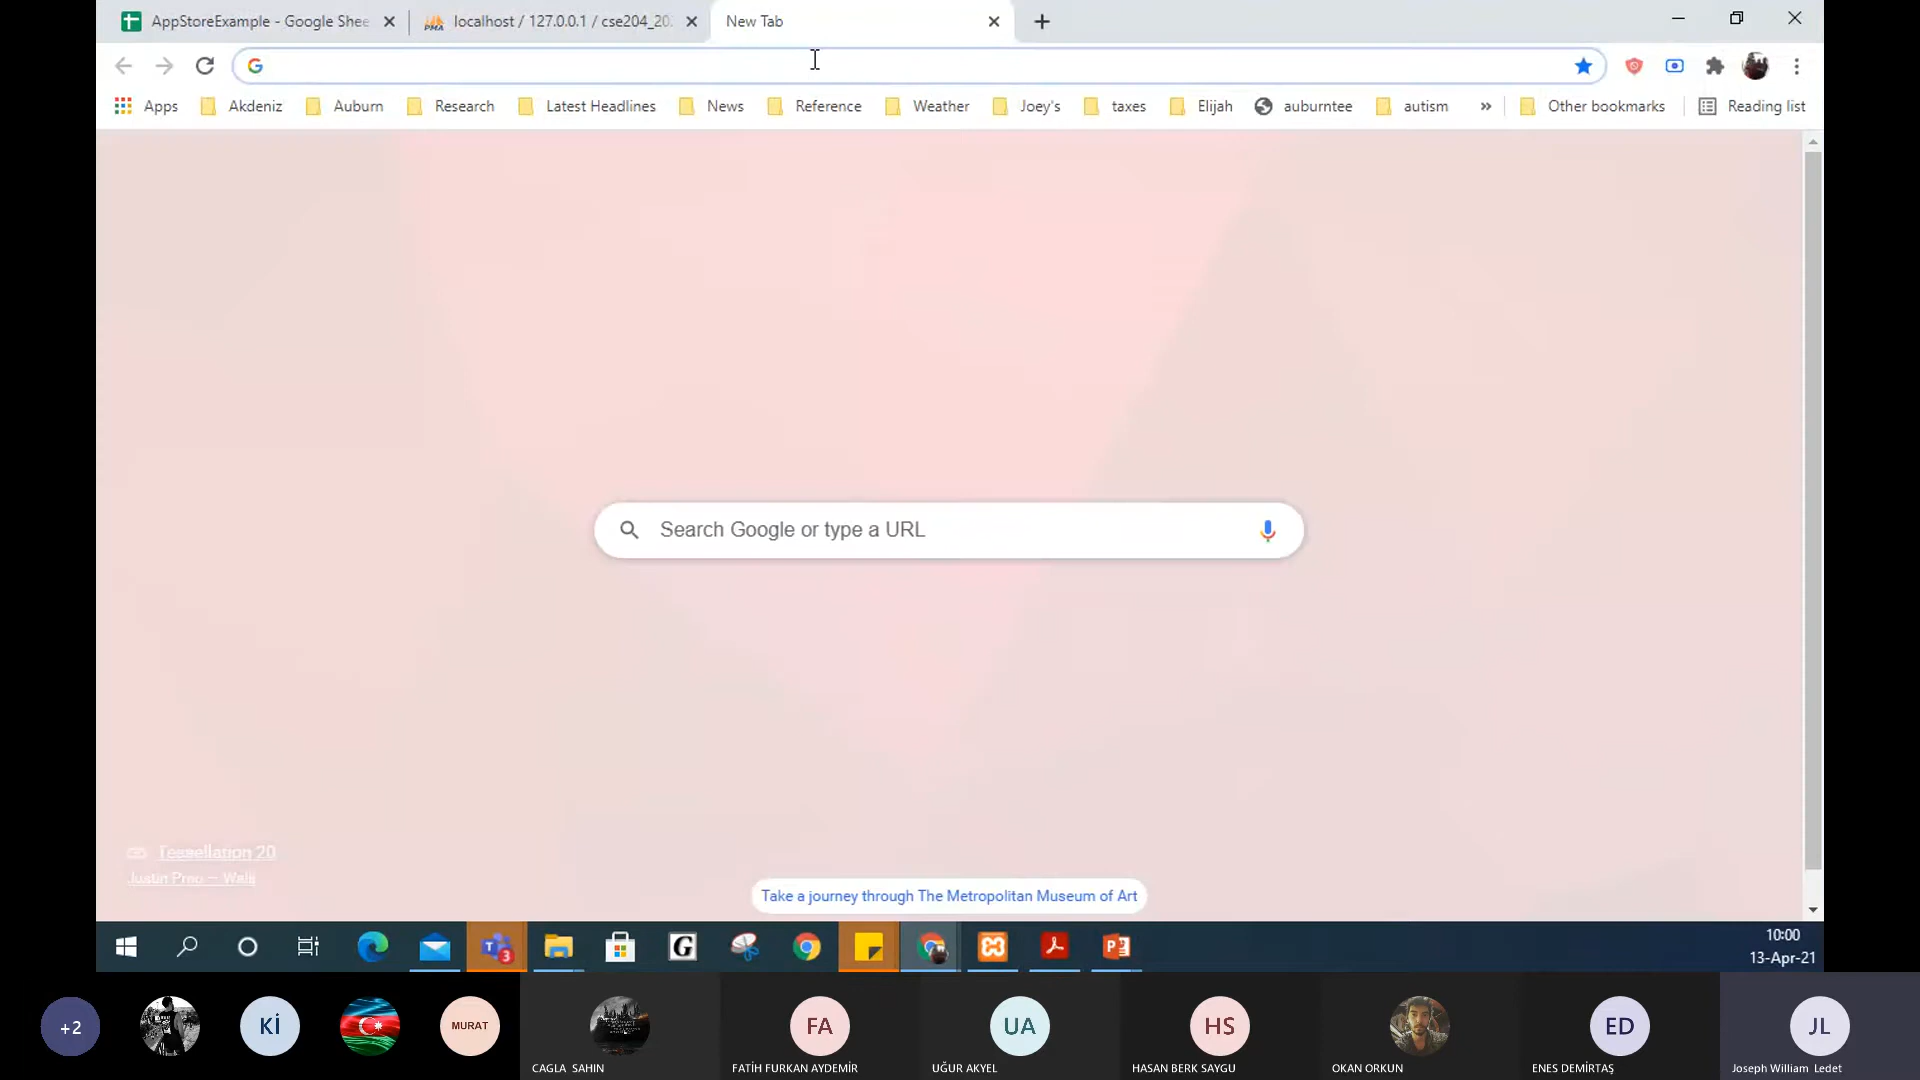 AppStoreExample - Google Shee
localhost / 127.0.0.1 / cse204_202
New Tab
Apps
Akdeniz
Auburn
Research
Latest Headlines
News
Reference
Weather
Joey's
taxes
Elijah
auburntee
autism
»
Other bookmarks
Reading list
Search Google or type a URL
Tessellation 20
Take a journey through The Metropolitan Museum of Art
3
10:00
13-Apr-21
+2
Kİ
MURAT
FA
UA
HS
ED
JL
CAGLA SAHIN
FATİH FURKAN AYDEMİR
UĞUR AKYEL
HASAN BERK SAYGU
OKAN ORKUN
ENES DEMİRTAŞ
Joseph William Ledet